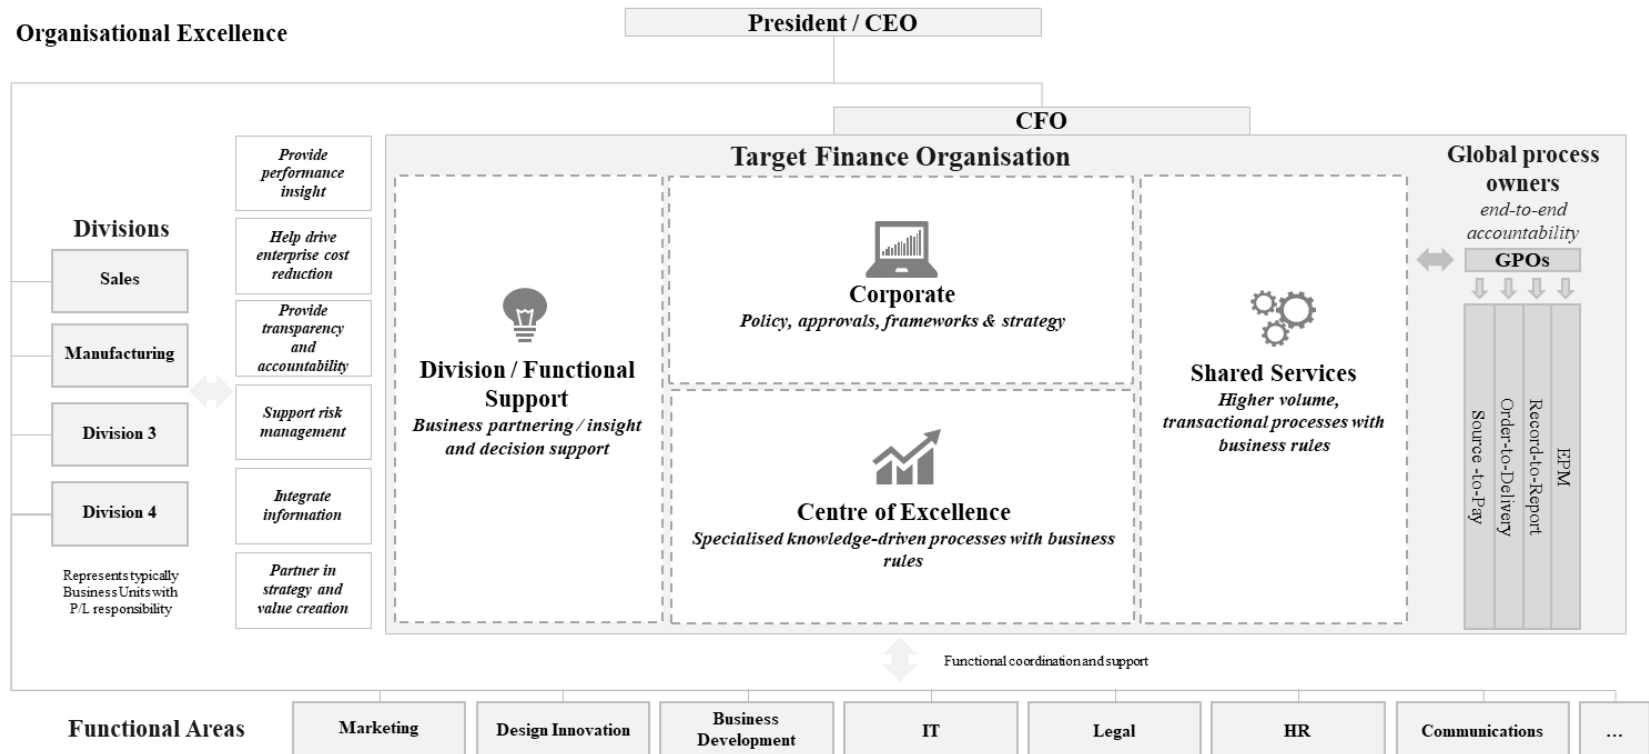 Organisational Excellence
President / CEO
CFO
Target Finance Organisation
Global process
owners
end-to-end
accountability
GPOs
Source -to-Pay
Order-to-Delivery
Record-to-Report
EPM
Divisions
Sales
Manufacturing
Division 3
Division 4
Represents typically
Business Units with
P/L responsibility
Provide
performance
insight
Help drive
enterprise cost
reduction
Provide
transparency
and
accountability
Support risk
management
Integrate
information
Partner in
strategy and
value creation
Division / Functional
Support
Business partnering / insight
and decision support
Corporate
Policy, approvals, frameworks & strategy
Centre of Excellence
Specialised knowledge-driven processes with business
rules
Shared Services
Higher volume,
transactional processes with
business rules
Functional coordination and support
Functional Areas
Marketing
Design Innovation
Business
Development
IT
Legal
HR
Communications
...